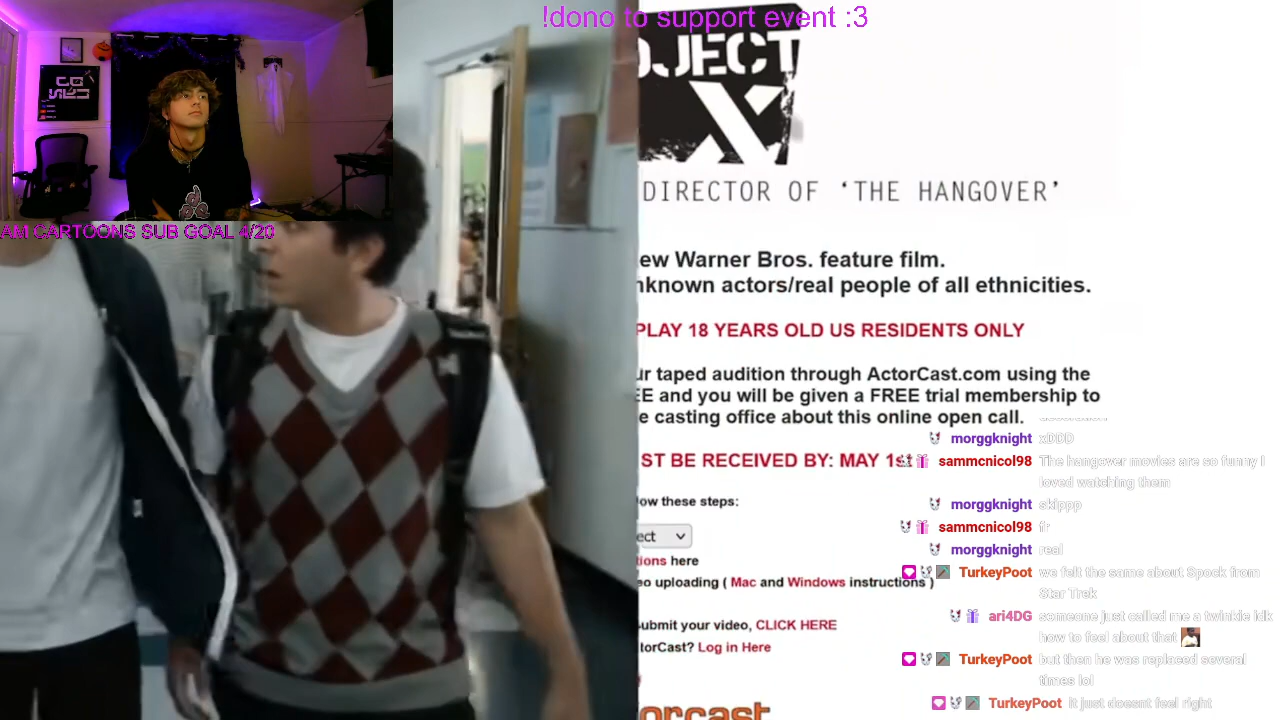 !dono to support event :3
OJECT
X
AM CARTOONS SUB GOAL 4/20
DIRECTOR OF ‘THE HANGOVER’
ew Warner Bros. feature film.
nknown actors/real people of all ethnicities.
PLAY 18 YEARS OLD US RESIDENTS ONLY
ur taped audition through ActorCast.com using the
EE and you will be given a FREE trial membership to
e casting office about this online open call.
ST BE RECEIVED BY: MAY 1st
low these steps:
ect
tions here
eo uploading ( Mac and Windows instructions )
ubmit your video, CLICK HERE
torCast? Log in Here
orcast
morggknight xDDD
sammcnicol98 The hangover movies are so funny I
loved watching them
morggknight skippp
sammcnicol98 fr
morggknight real
TurkeyPoot we felt the same about Spock from
Star Trek
ari4DG someone just called me a twinkie idk
how to feel about that
TurkeyPoot but then he was replaced several
times lol
TurkeyPoot it just doesnt feel right